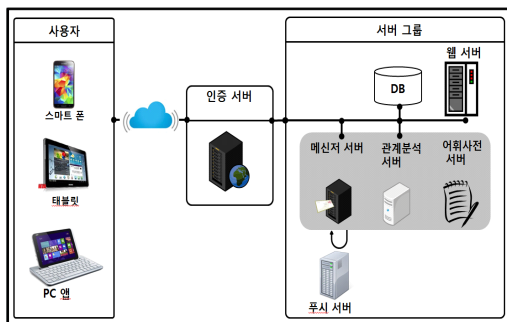 사용자
스마트 폰
태블릿
PC 앱
인증 서버
서버 그룹
웹 서버
DB
메신저 서버
관계분석
서버
어휘사전
서버
푸시 서버